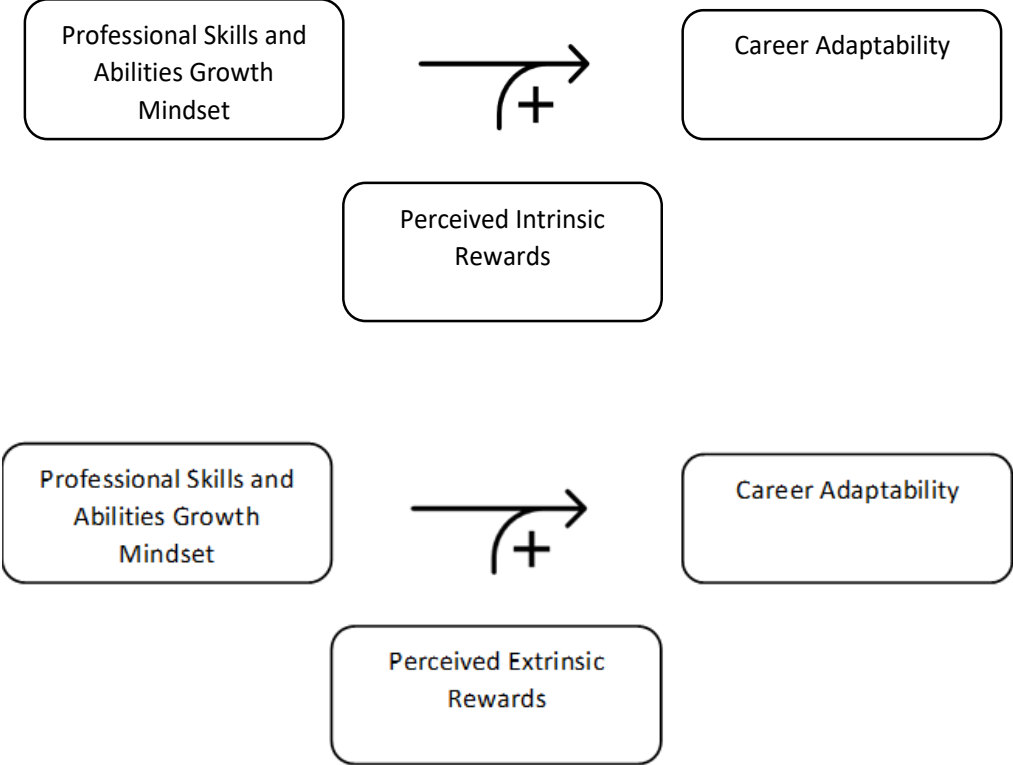 Professional Skills and
Abilities Growth
Mindset
Career Adaptability
+
Perceived Intrinsic
Rewards
Professional Skills and
Abilities Growth
Mindset
Career Adaptability
+
Perceived Extrinsic
Rewards